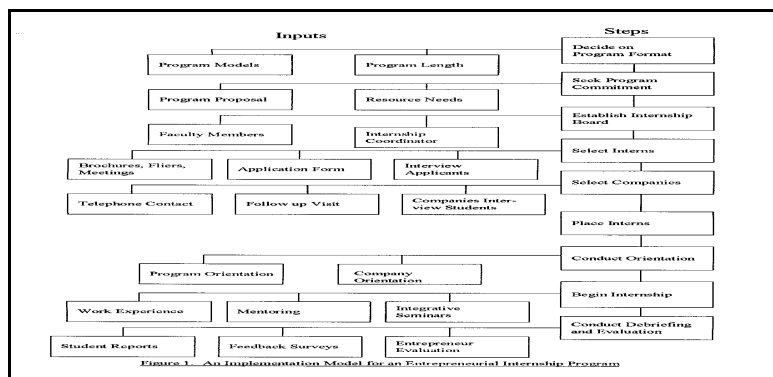 Inputs
Steps
Decide on
Program Format
Program Models
Program Length
Seek Program
Commitment
Program Proposal
Resource Needs
Establish Internship
Board
Faculty Members
Internship
Coordinator
Select Interns
Brochures, Fliers,
Meetings
Application Form
Interview
Applicants
Select Companies
Telephone Contact
Follow up Visit
Companies Inter-
view Students
Place Interns
Conduct Orientation
Program Orientation
Company
Orientation
Begin Internship
Work Experience
Mentoring
Integrative
Seminars
Conduct Debriefing
and Evaluation
Student Reports
Feedback Surveys
Entrepreneur
Evaluation
Figure 1. An Implementation Model for an Entrepreneurial Internship Program